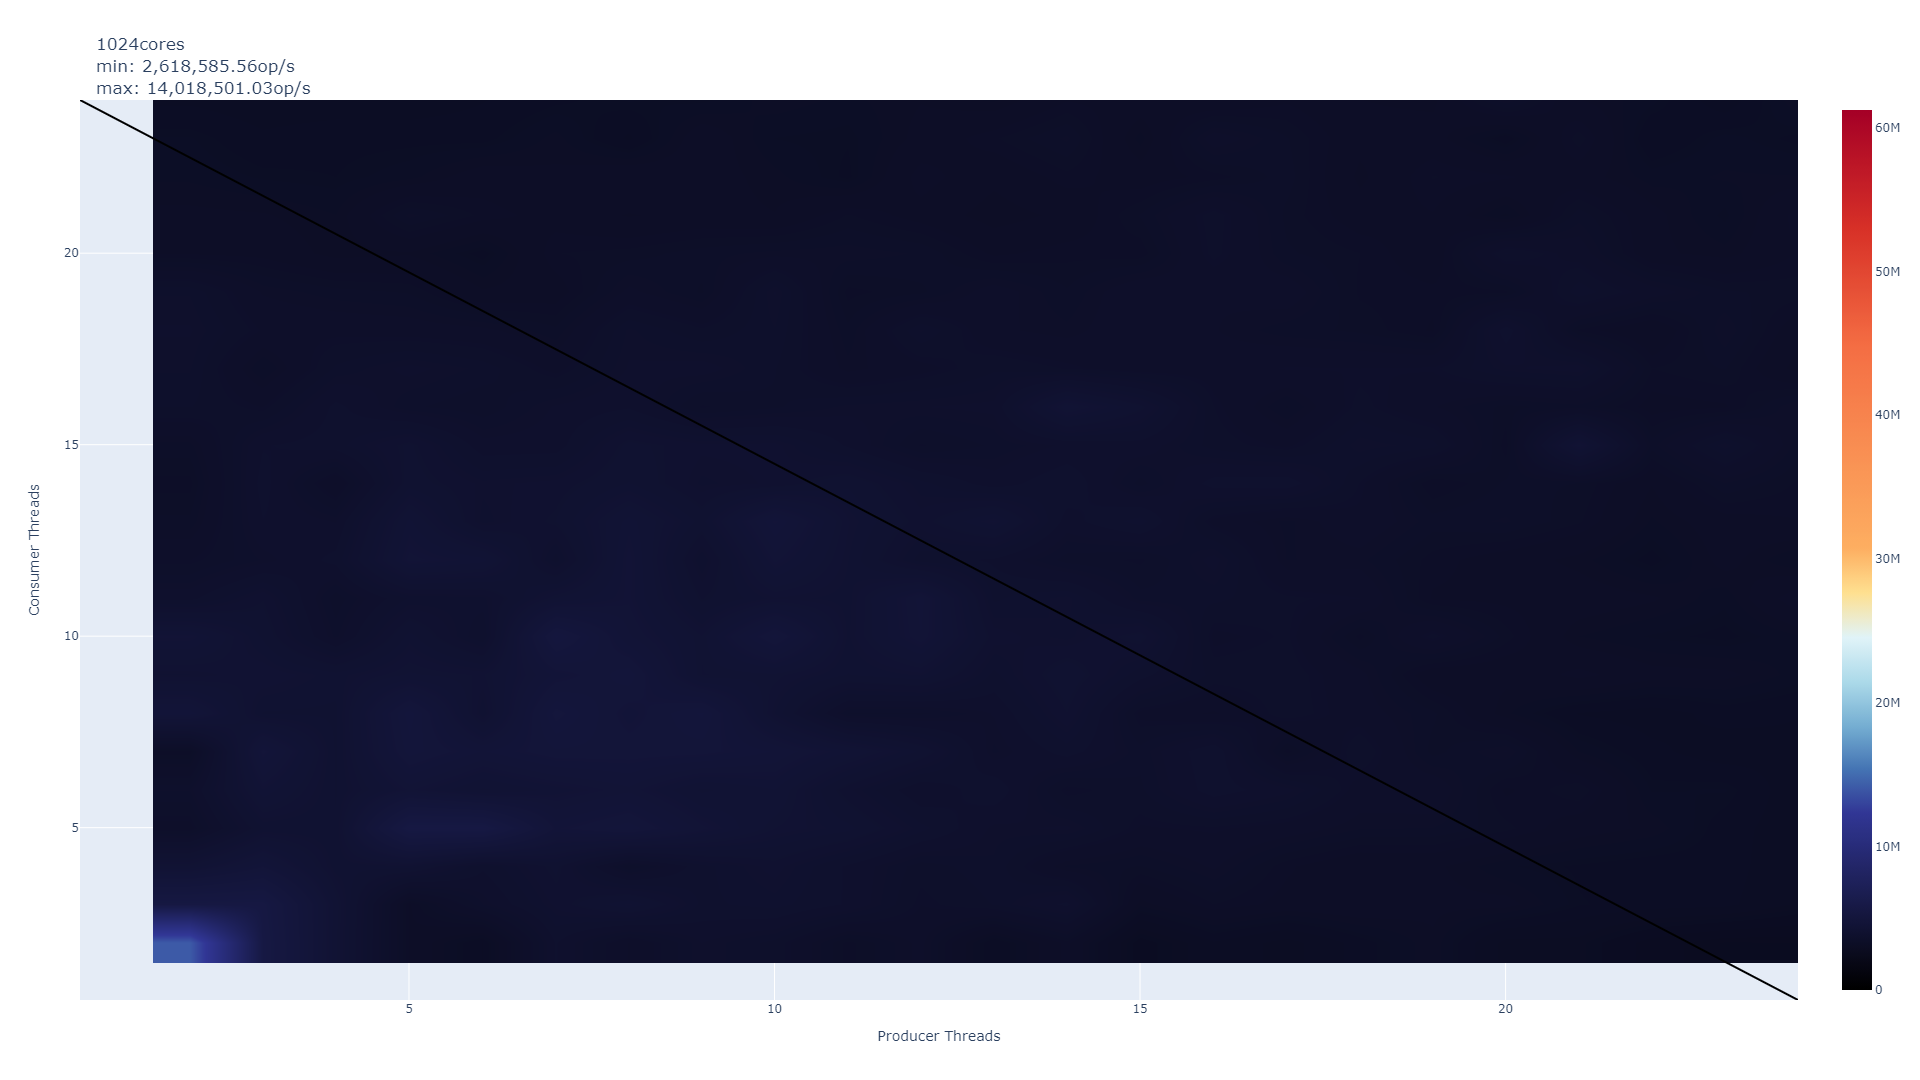 1024cores
min: 2,618,585.56op/s
max: 14,018,501.03op/s
60M
50M
40M
30M
20M
10M
0
20
15
10
5
Consumer Threads
5
10
15
20
Producer Threads